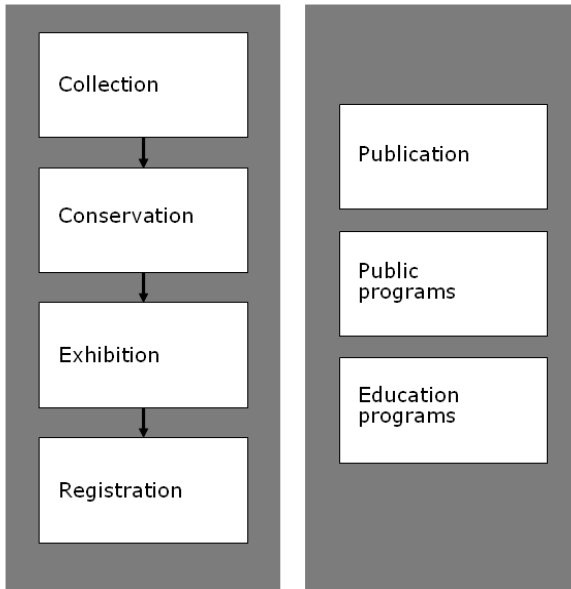 Collection
Conservation
Exhibition
Registration
Publication
Public
programs
Education
programs